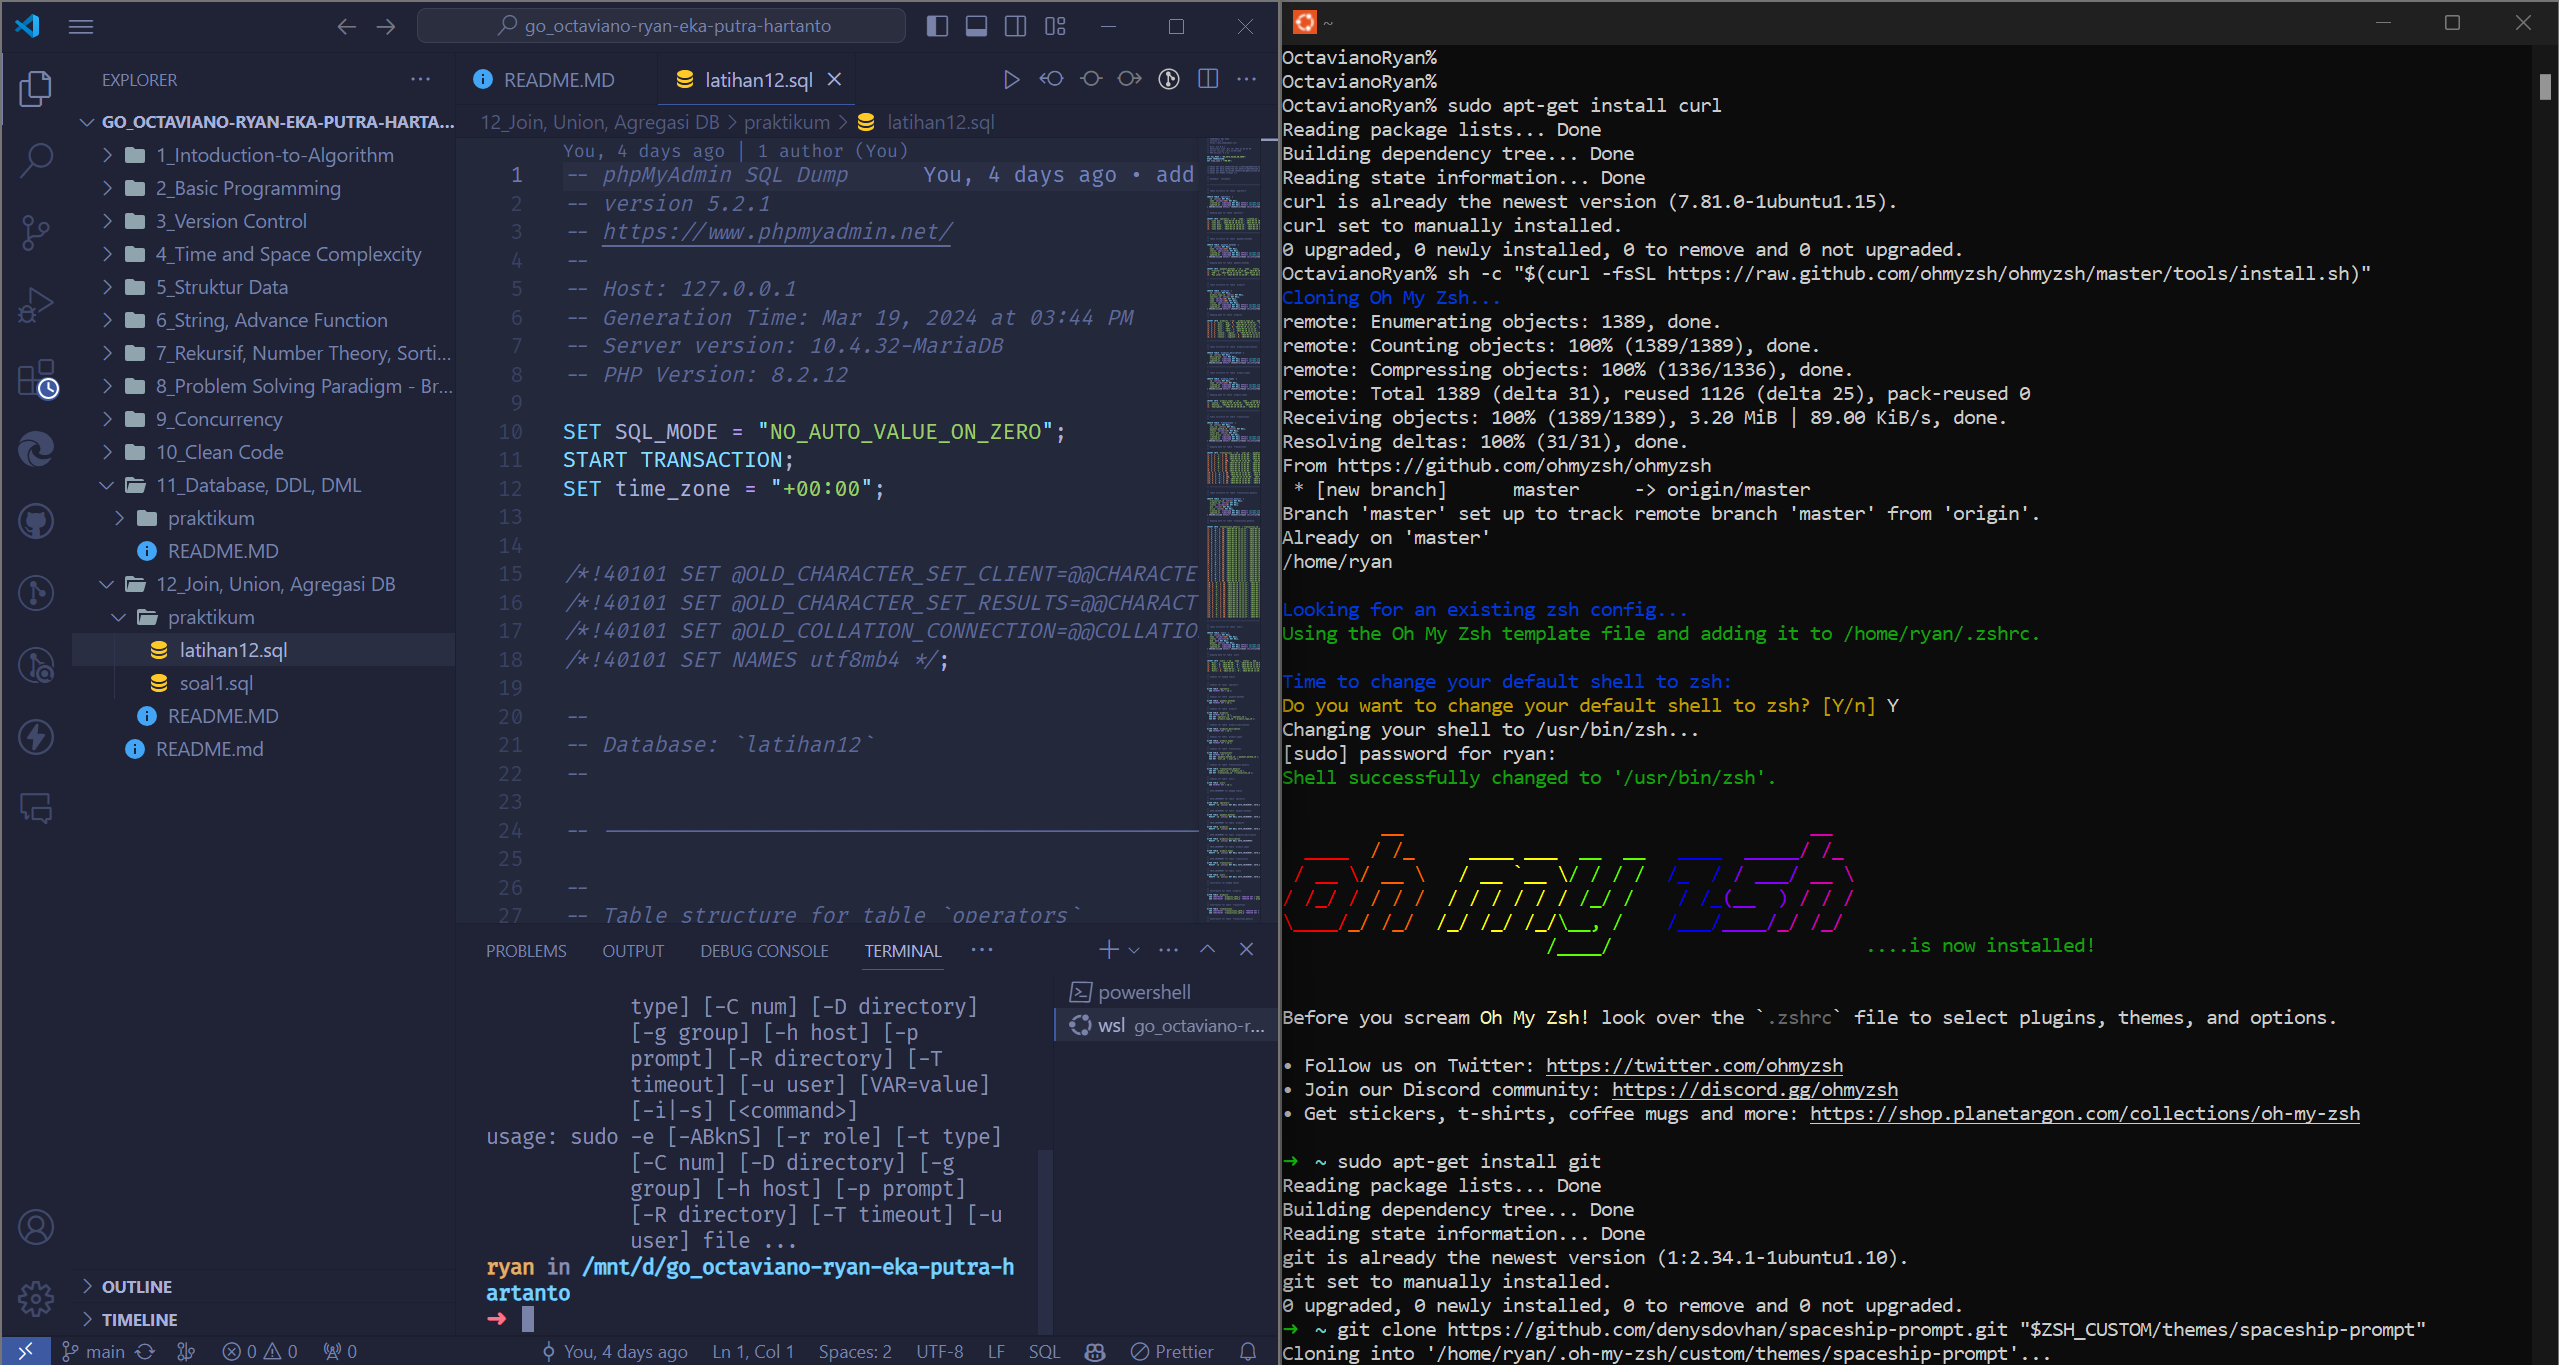 go_octaviano-ryan-eka-putra-hartanto
EXPLORER
GO_OCTAVIANO-RYAN-EKA-PUTRA-HARTA...
1_Intoduction-to-Algorithm
2_Basic Programming
3_Version Control
4_Time and Space Complexcity
5_Struktur Data
6_String, Advance Function
7_Rekursif, Number Theory, Sorti...
8_Problem Solving Paradigm - Br...
9_Concurrency
10_Clean Code
11_Database, DDL, DML
praktikum
README.MD
12_Join, Union, Agregasi DB
praktikum
latihan12.sql
soal1.sql
README.MD
README.md
OUTLINE
TIMELINE
README.MD
latihan12.sql
12_Join, Union, Agregasi DB > praktikum > latihan12.sql
You, 4 days ago | 1 author (You)
1 -- phpMyAdmin SQL Dump You, 4 days ago • add
2 -- version 5.2.1
3 -- https://www.phpmyadmin.net/
4 --
5 -- Host: 127.0.0.1
6 -- Generation Time: Mar 19, 2024 at 03:44 PM
7 -- Server version: 10.4.32-MariaDB
8 -- PHP Version: 8.2.12
9
10 SET SQL_MODE = "NO_AUTO_VALUE_ON_ZERO";
11 START TRANSACTION;
12 SET time_zone = "+00:00";
13
14
15 /*!40101 SET @OLD_CHARACTER_SET_CLIENT=@@CHARACTE
16 /*!40101 SET @OLD_CHARACTER_SET_RESULTS=@@CHARACT
17 /*!40101 SET @OLD_COLLATION_CONNECTION=@@COLLATIO
18 /*!40101 SET NAMES utf8mb4 */;
19
20 --
21 -- Database: `latihan12`
22 --
23
24 --
25
26 --
27 -- Table structure for table `operators`
PROBLEMS OUTPUT DEBUG CONSOLE TERMINAL
type] [-C num] [-D directory]
[-g group] [-h host] [-p
prompt] [-R directory] [-T
timeout] [-u user] [VAR=value]
[-i|-s] [<command>]
usage: sudo -e [-ABknS] [-r role] [-t type]
[-C num] [-D directory] [-g
group] [-h host] [-p prompt]
[-R directory] [-T timeout] [-u
user] file ...
ryan in /mnt/d/go_octaviano-ryan-eka-putra-h
artanto
➜
powershell
wsl go_octaviano-r...
main 0 0 0 You, 4 days ago Ln 1, Col 1 Spaces: 2 UTF-8 LF SQL Prettier
~
OctavianoRyan%
OctavianoRyan%
OctavianoRyan% sudo apt-get install curl
Reading package lists... Done
Building dependency tree... Done
Reading state information... Done
curl is already the newest version (7.81.0-1ubuntu1.15).
curl set to manually installed.
0 upgraded, 0 newly installed, 0 to remove and 0 not upgraded.
OctavianoRyan% sh -c "$(curl -fsSL https://raw.github.com/ohmyzsh/ohmyzsh/master/tools/install.sh)"
Cloning Oh My Zsh...
remote: Enumerating objects: 1389, done.
remote: Counting objects: 100% (1389/1389), done.
remote: Compressing objects: 100% (1336/1336), done.
remote: Total 1389 (delta 31), reused 1126 (delta 25), pack-reused 0
Receiving objects: 100% (1389/1389), 3.20 MiB | 89.00 KiB/s, done.
Resolving deltas: 100% (31/31), done.
From https://github.com/ohmyzsh/ohmyzsh
* [new branch] master -> origin/master
Branch 'master' set up to track remote branch 'master' from 'origin'.
Already on 'master'
/home/ryan
Looking for an existing zsh config...
Using the Oh My Zsh template file and adding it to /home/ryan/.zshrc.
Time to change your default shell to zsh:
Do you want to change your default shell to zsh? [Y/n] Y
Changing your shell to /usr/bin/zsh...
[sudo] password for ryan:
Shell successfully changed to '/usr/bin/zsh'.
oh my zsh
....is now installed!
Before you scream Oh My Zsh! look over the `.zshrc` file to select plugins, themes, and options.
• Follow us on Twitter: https://twitter.com/ohmyzsh
• Join our Discord community: https://discord.gg/ohmyzsh
• Get stickers, t-shirts, coffee mugs and more: https://shop.planetargon.com/collections/oh-my-zsh
➜ ~ sudo apt-get install git
Reading package lists... Done
Building dependency tree... Done
Reading state information... Done
git is already the newest version (1:2.34.1-1ubuntu1.10).
git set to manually installed.
0 upgraded, 0 newly installed, 0 to remove and 0 not upgraded.
➜ ~ git clone https://github.com/denysdovhan/spaceship-prompt.git "$ZSH_CUSTOM/themes/spaceship-prompt"
Cloning into '/home/ryan/.oh-my-zsh/custom/themes/spaceship-prompt'...